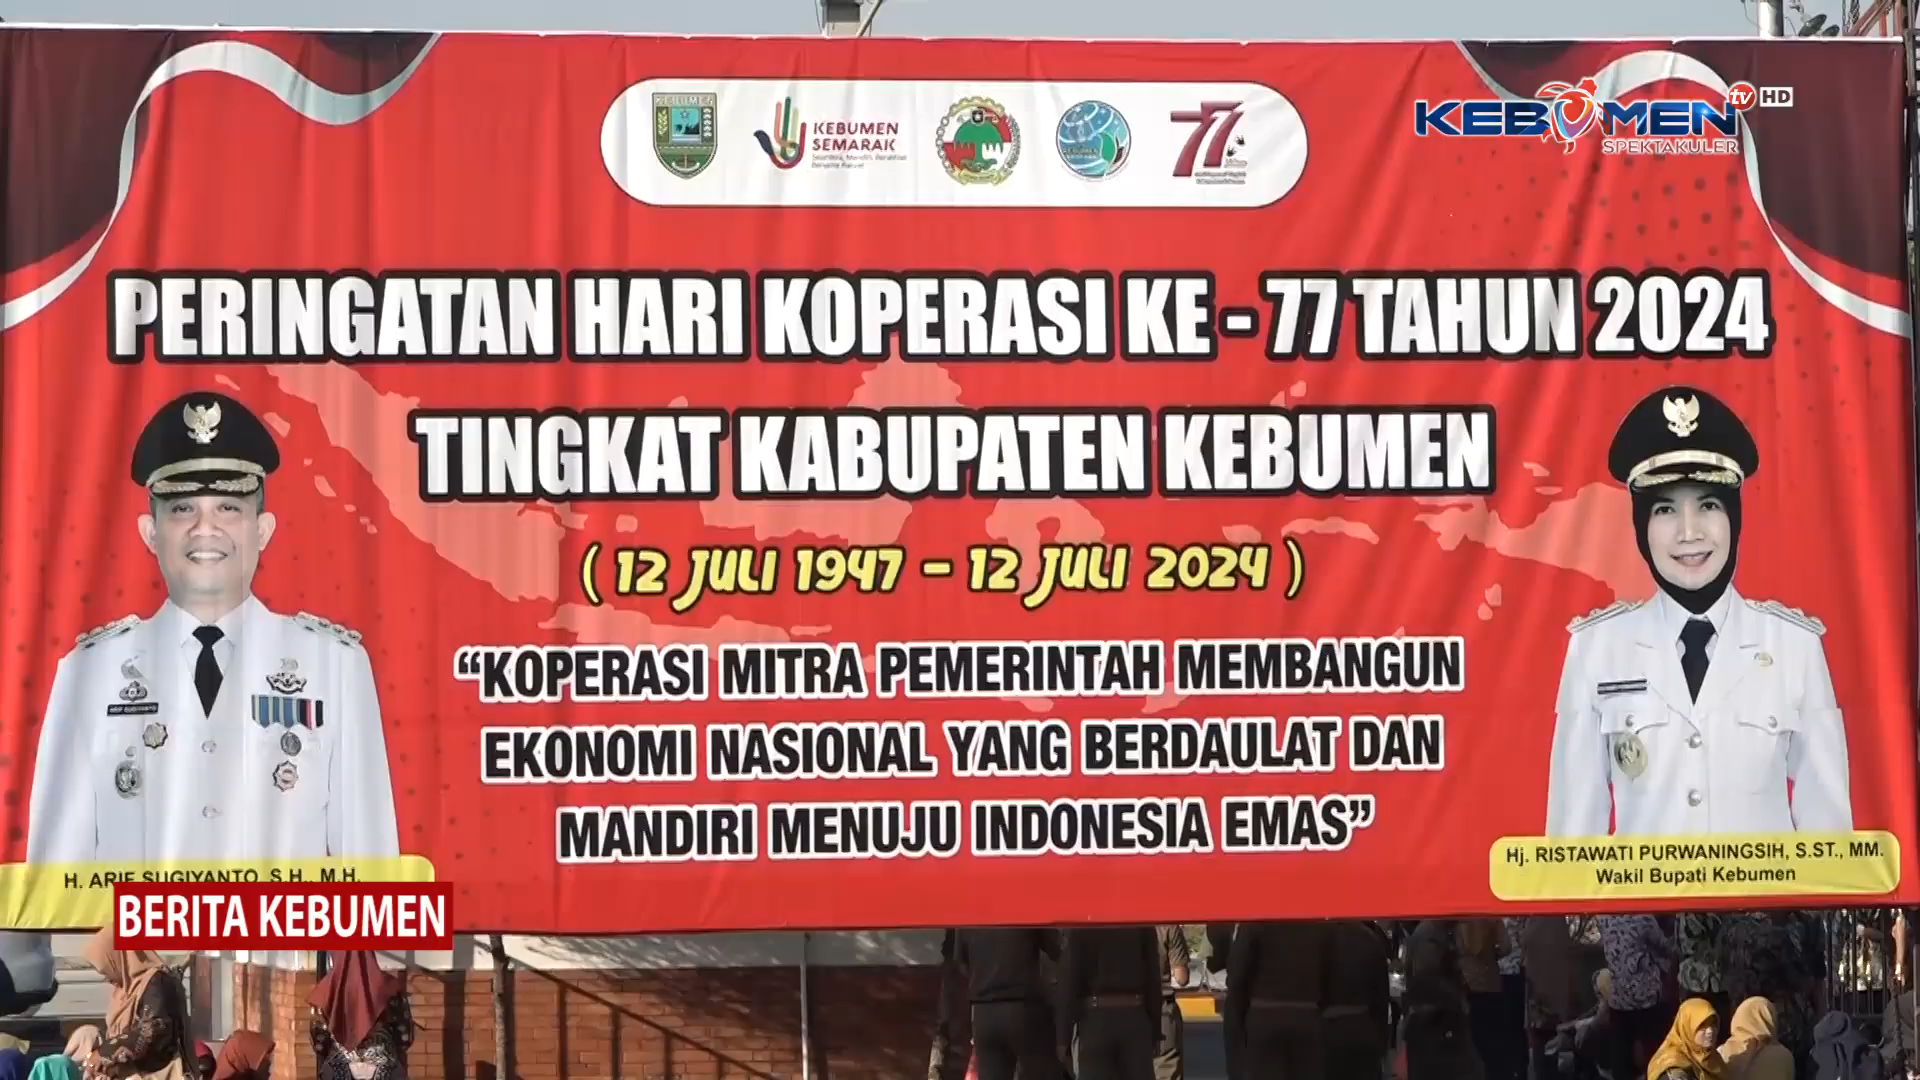 KEBUMEN
KEBUMEN
SEMARAK
77
KEBUMEN tv HD
SPEKTAKULER
PERINGATAN HARI KOPERASI KE - 77 TAHUN 2024
TINGKAT KABUPATEN KEBUMEN
( 12 JULI 1947 - 12 JULI 2024 )
“KOPERASI MITRA PEMERINTAH MEMBANGUN
EKONOMI NASIONAL YANG BERDAULAT DAN
MANDIRI MENUJU INDONESIA EMAS”
H. ARIF SUGIYANTO, S.H., M.H.
Hj. RISTAWATI PURWANINGSIH, S.ST., MM.
Wakil Bupati Kebumen
BERITA KEBUMEN